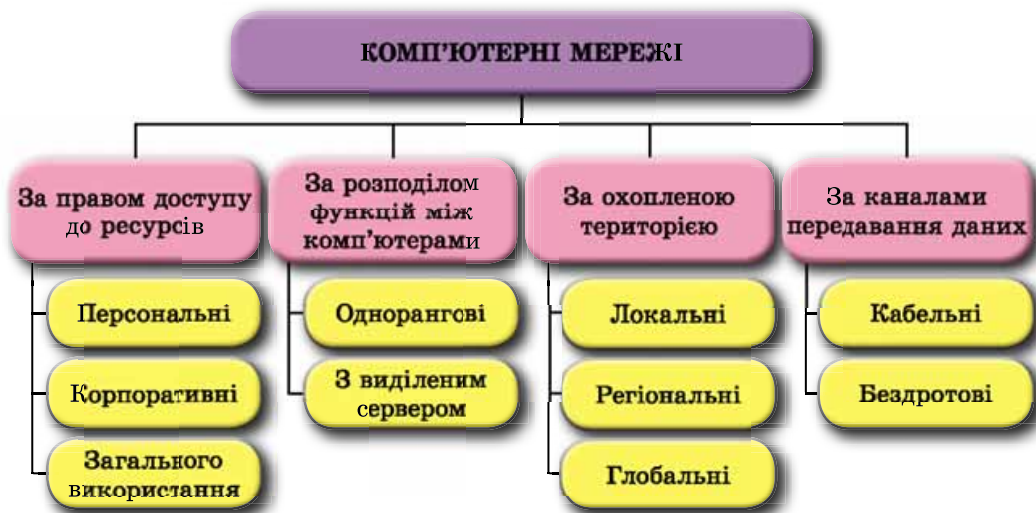 КОМП’ЮТЕРНІ МЕРЕЖІ
За правом доступу
до ресурсів
Персональні
Корпоративні
Загального
використання
За розподілом
функцій між
комп’ютерами
Однорангові
З виділеним
сервером
За охопленою
територією
Локальні
Регіональні
Глобальні
За каналами
передавання даних
Кабельні
Бездротові